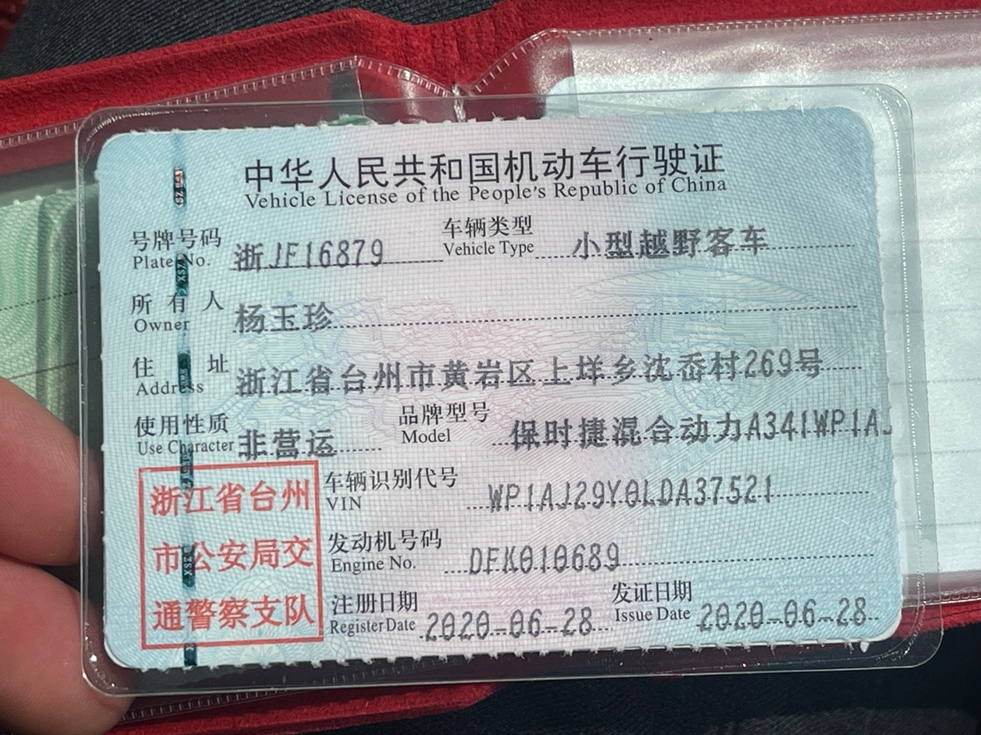 中华人民共和国机动车行驶证
Vehicle License of the People's Republic of China
号牌号码 浙JF16879 车辆类型 小型越野客车
Plate No. Vehicle Type
所有人 杨玉珍
Owner
住址 浙江省台州市黄岩区上垟乡沈岙村269号
Address
使用性质 非营运 品牌型号 保时捷混合动力A341WP1AJ
Use Character Model
浙江省台州
市公安局交
通警察支队
车辆识别代号 WP1AJ29Y0LDA37521
VIN
发动机号码 DFK010689
Engine No.
注册日期 2020-06-28 发证日期 2020-06-28
Register Date Issue Date